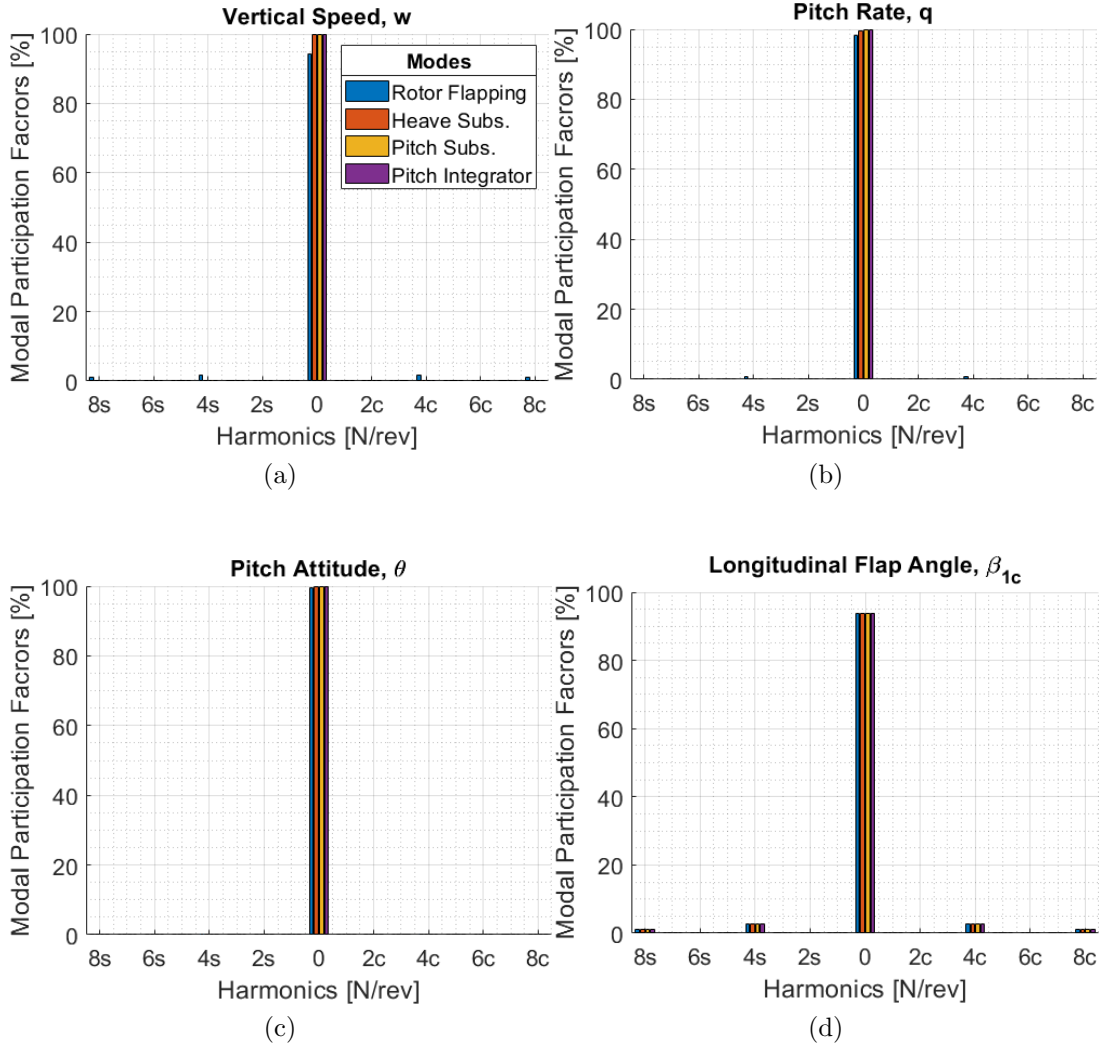 Vertical Speed, w
Modal Participation Facrors [%]
100
80
60
40
20
0
8s 6s 4s 2s 0 2c 4c 6c 8c
Harmonics [N/rev]
Modes
Rotor Flapping
Heave Subs.
Pitch Subs.
Pitch Integrator
(a)
Pitch Rate, q
Modal Participation Facrors [%]
100
80
60
40
20
0
8s 6s 4s 2s 0 2c 4c 6c 8c
Harmonics [N/rev]
(b)
Pitch Attitude, θ
Modal Participation Facrors [%]
100
80
60
40
20
0
8s 6s 4s 2s 0 2c 4c 6c 8c
Harmonics [N/rev]
(c)
Longitudinal Flap Angle, β1c
Modal Participation Facrors [%]
100
80
60
40
20
0
8s 6s 4s 2s 0 2c 4c 6c 8c
Harmonics [N/rev]
(d)